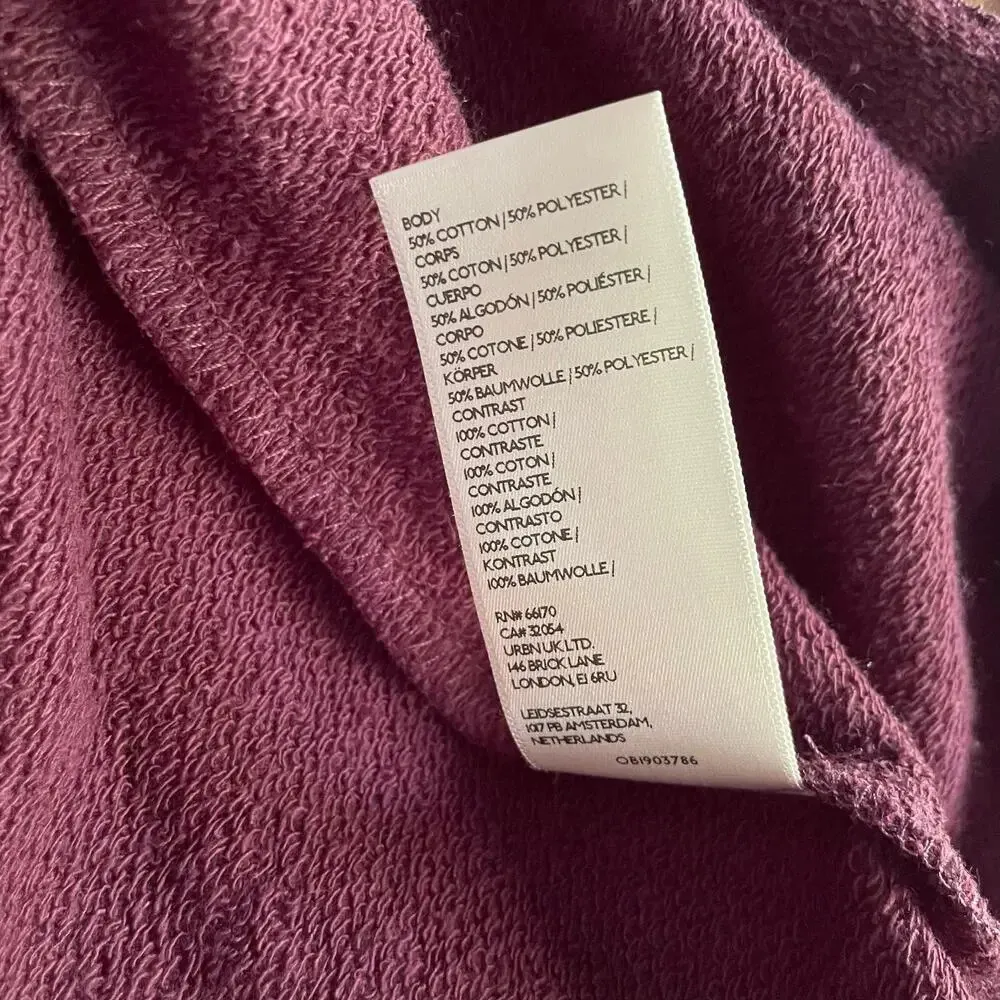 BODY
50% COTTON / 50% POLYESTER /
CORPS
50% COTON / 50% POLYESTER /
CUERPO
50% ALGODÓN / 50% POLIÉSTER /
CORPO
50% COTONE / 50% POLIESTERE /
KÖRPER
50% BAUMWOLLE / 50% POLYESTER /
CONTRAST
100% COTTON /
CONTRASTE
100% COTON /
CONTRASTE
100% ALGODÓN /
CONTRASTO
100% COTONE /
KONTRAST
100% BAUMWOLLE /
RN# 66170
CA# 32054
URBN UK LTD.
146 BRICK LANE
LONDON, E1 6RU
LEIDSESTRAAT 32,
1017 PB AMSTERDAM,
NETHERLANDS
OB1903786